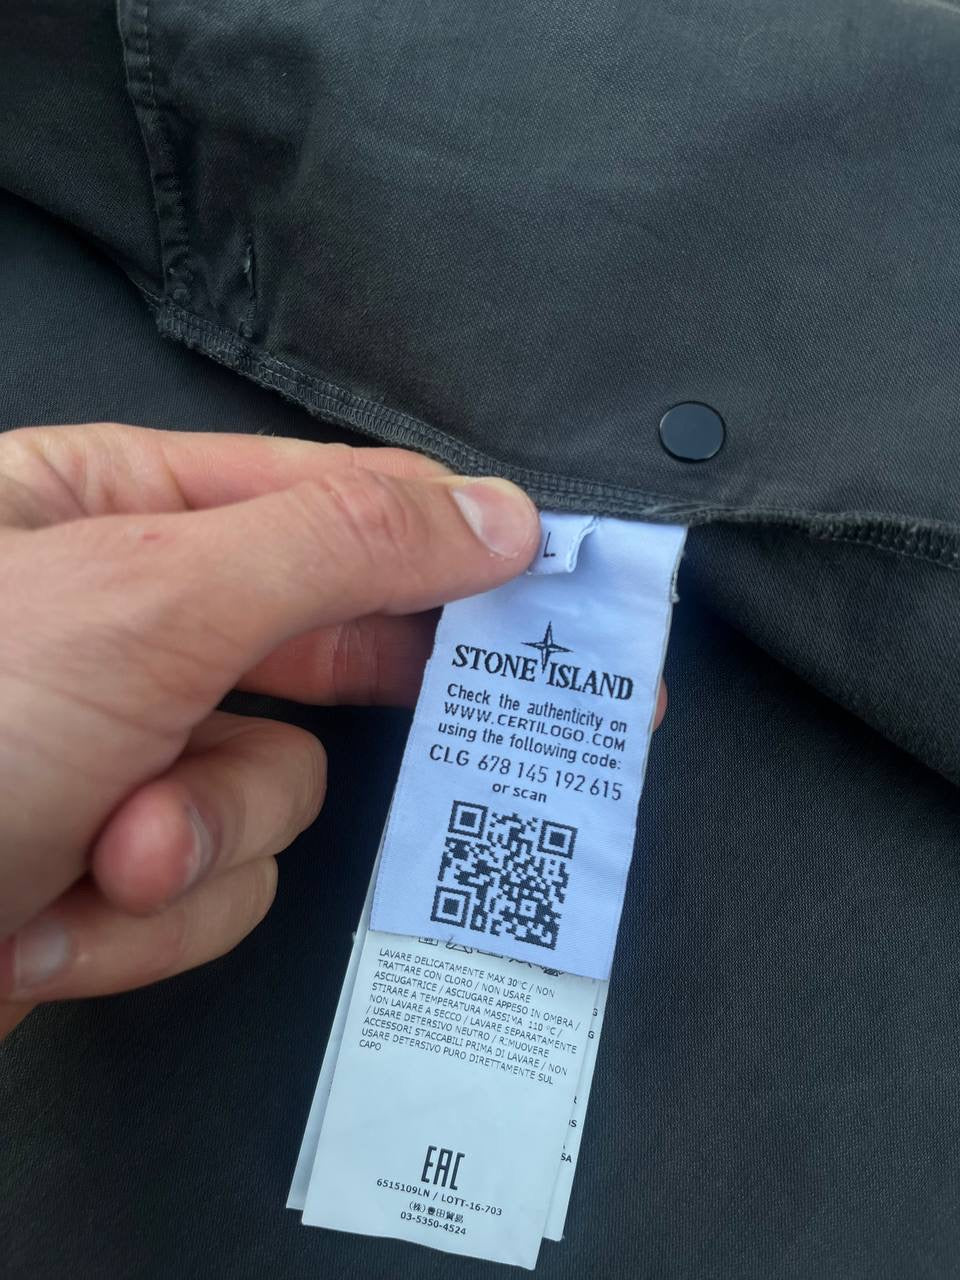 L
STONE ISLAND
Check the authenticity on
WWW.CERTILOGO.COM
using the following code:
CLG 678 145 192 615
or scan
LAVARE DELICATAMENTE MAX 30°C / NON
TRATTARE CON CLORO / NON USARE
ASCIUGATRICE / ASCIUGARE APPESO IN OMBRA /
STIRARE A TEMPERATURA MASSIMA 110 °C /
NON LAVARE A SECCO / LAVARE SEPARATAMENTE
/ USARE DETERSIVO NEUTRO / RIMUOVERE
ACCESSORI STACCABILI PRIMA DI LAVARE / NON
USARE DETERSIVO PURO DIRETTAMENTE SUL
CAPO
EAC
6515109LN / LOTT-16-703
(株)豊田貿易
03-5350-4524